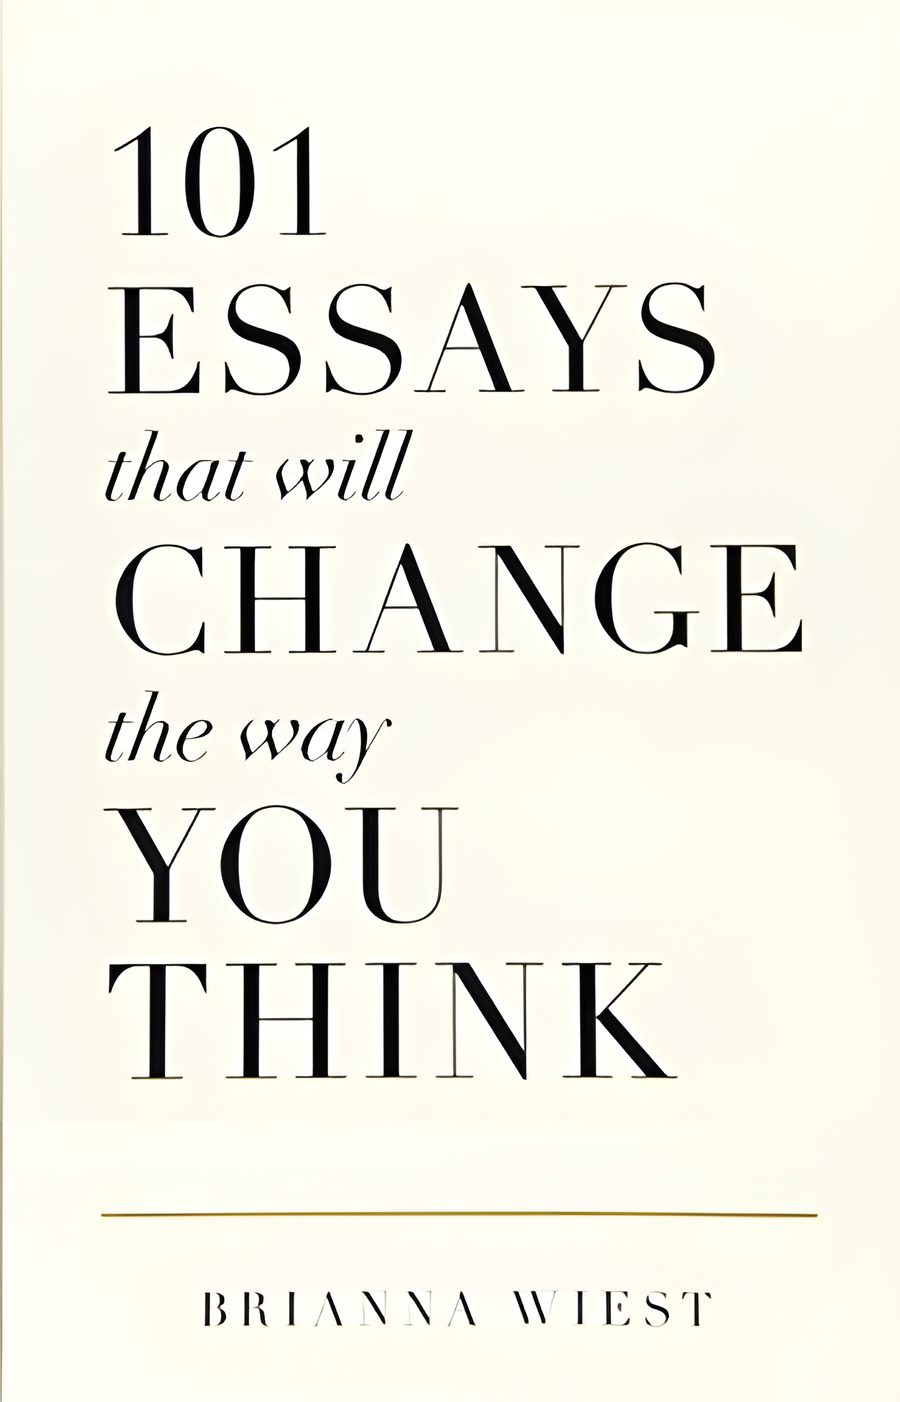 101
ESSAYS
that will
CHANGE
the way
YOU
THINK
BRIANNA WIEST